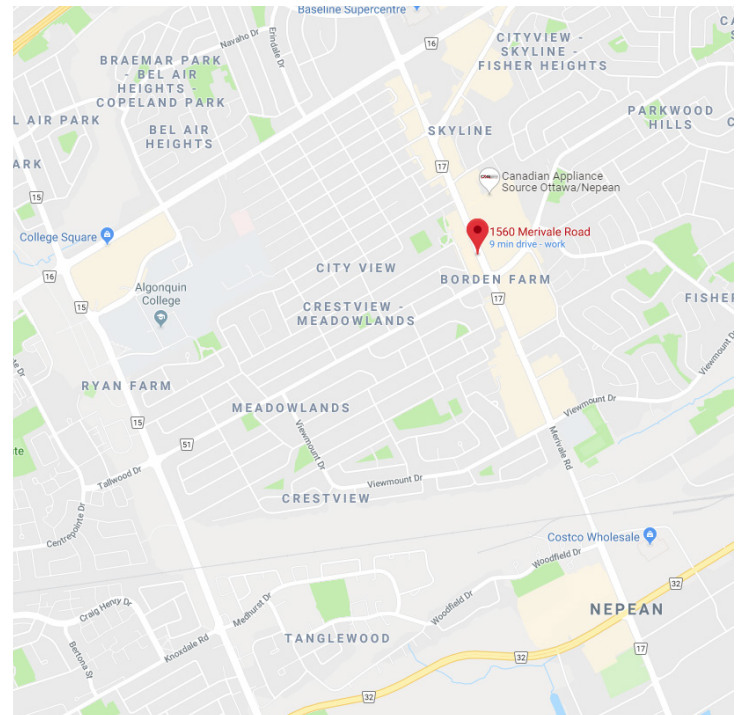 Baseline Supercentre
Navaho Dr
Erindale Dr
16
CITYVIEW -
SKYLINE -
FISHER HEIGHTS
BRAEMAR PARK
- BEL AIR
HEIGHTS -
COPELAND PARK
PARKWOOD
HILLS
L AIR PARK
BEL AIR
HEIGHTS
SKYLINE
ARK
17
Canadian Appliance
Source Ottawa/Nepean
15
College Square
1560 Merivale Road
9 min drive - work
16
CITY VIEW
BORDEN FARM
Algonquin
College
15
CRESTVIEW -
MEADOWLANDS
17
FISHER
Viewmount Dr
RYAN FARM
MEADOWLANDS
Viewmount Dr
15
51
Viewmount Dr
Merivale Rd
Tallwood Dr
Viewmount Dr
CRESTVIEW
Centrepointe Dr
Costco Wholesale
Woodfield Dr
32
Craig Henry Dr
Medhurst Dr
Woodfield Dr
NEPEAN
Knoxdale Rd
TANGLEWOOD
Bertona St
32
17
32